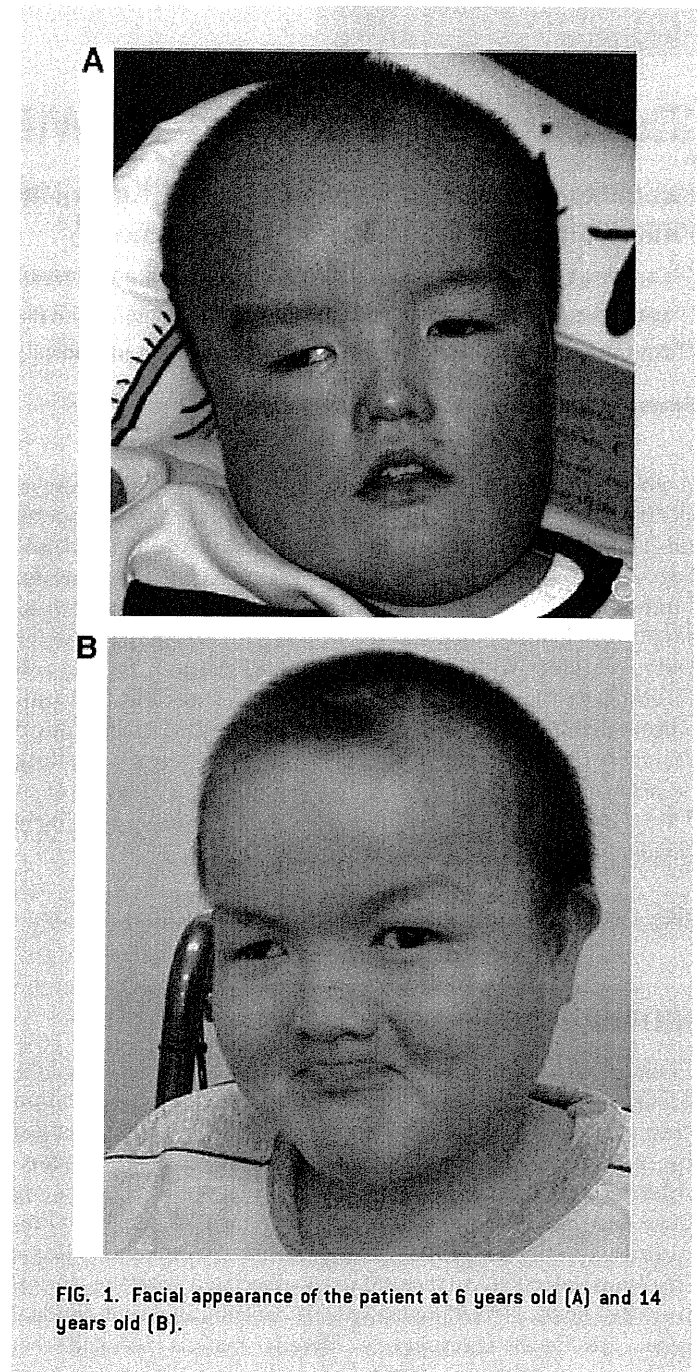 A
B
FIG. 1. Facial appearance of the patient at 6 years old (A) and 14
years old (B).